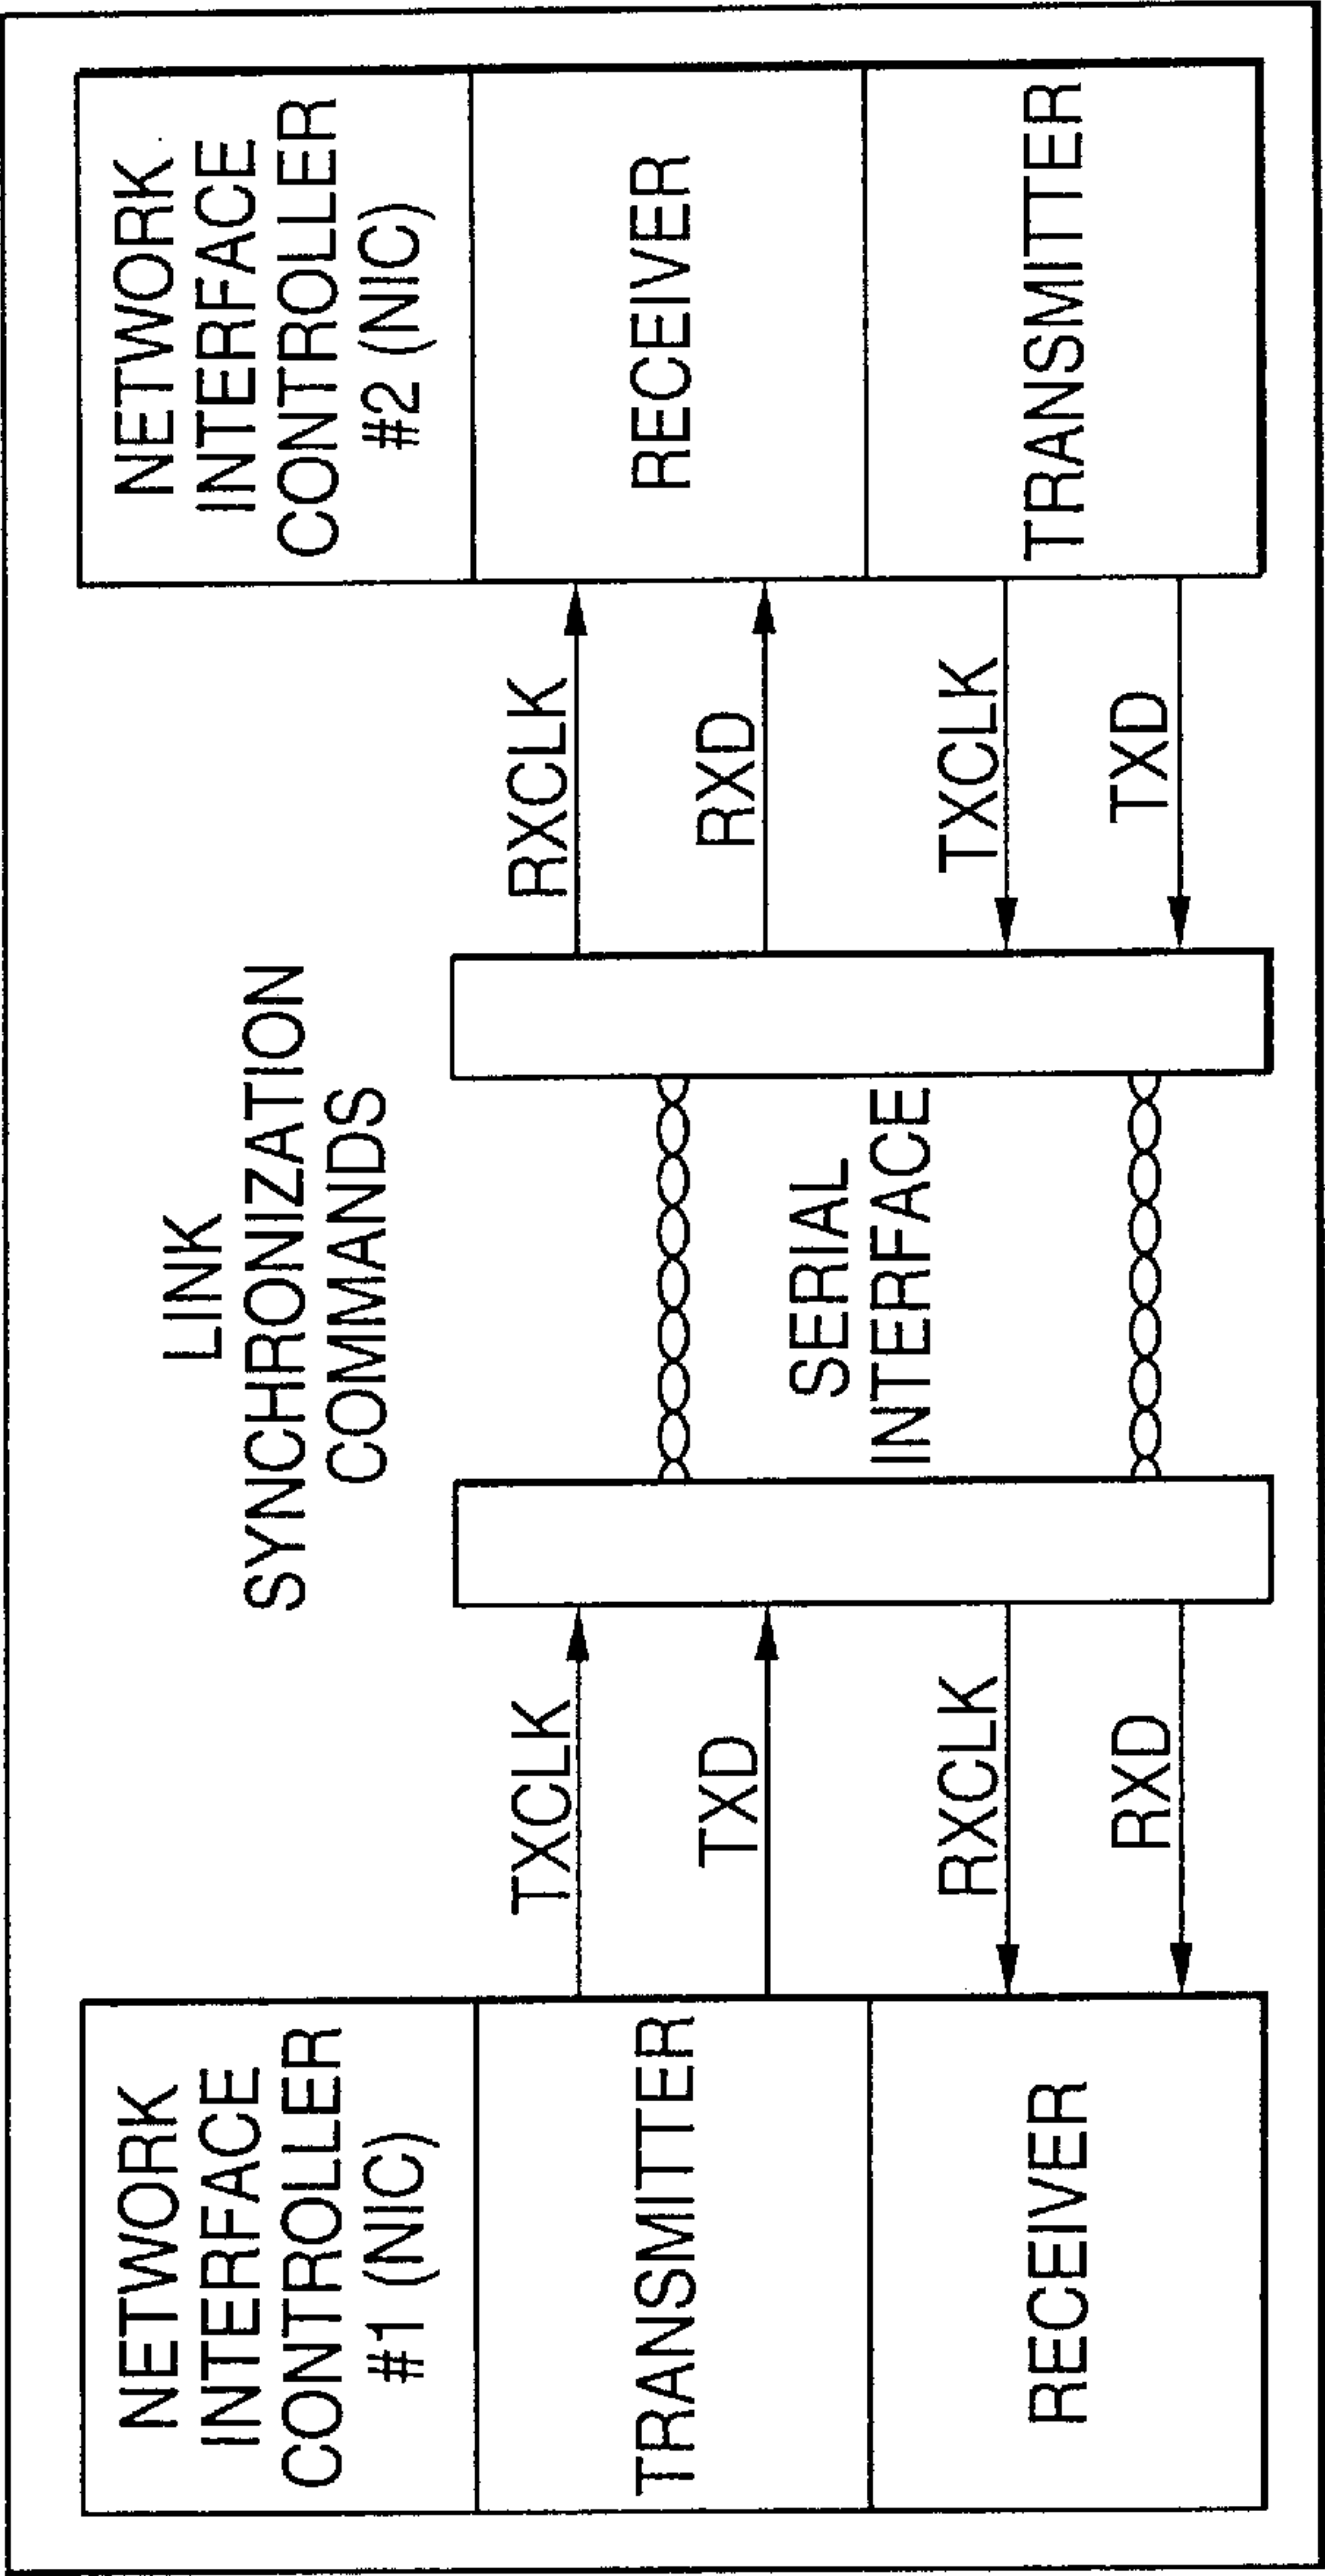 NETWORK
INTERFACE
CONTROLLER
#1 (NIC)
TRANSMITTER
RECEIVER
TXCLK
TXD
RXCLK
RXD
LINK
SYNCHRONIZATION
COMMANDS
SERIAL
INTERFACE
RXCLK
RXD
TXCLK
TXD
NETWORK
INTERFACE
CONTROLLER
#2 (NIC)
RECEIVER
TRANSMITTER